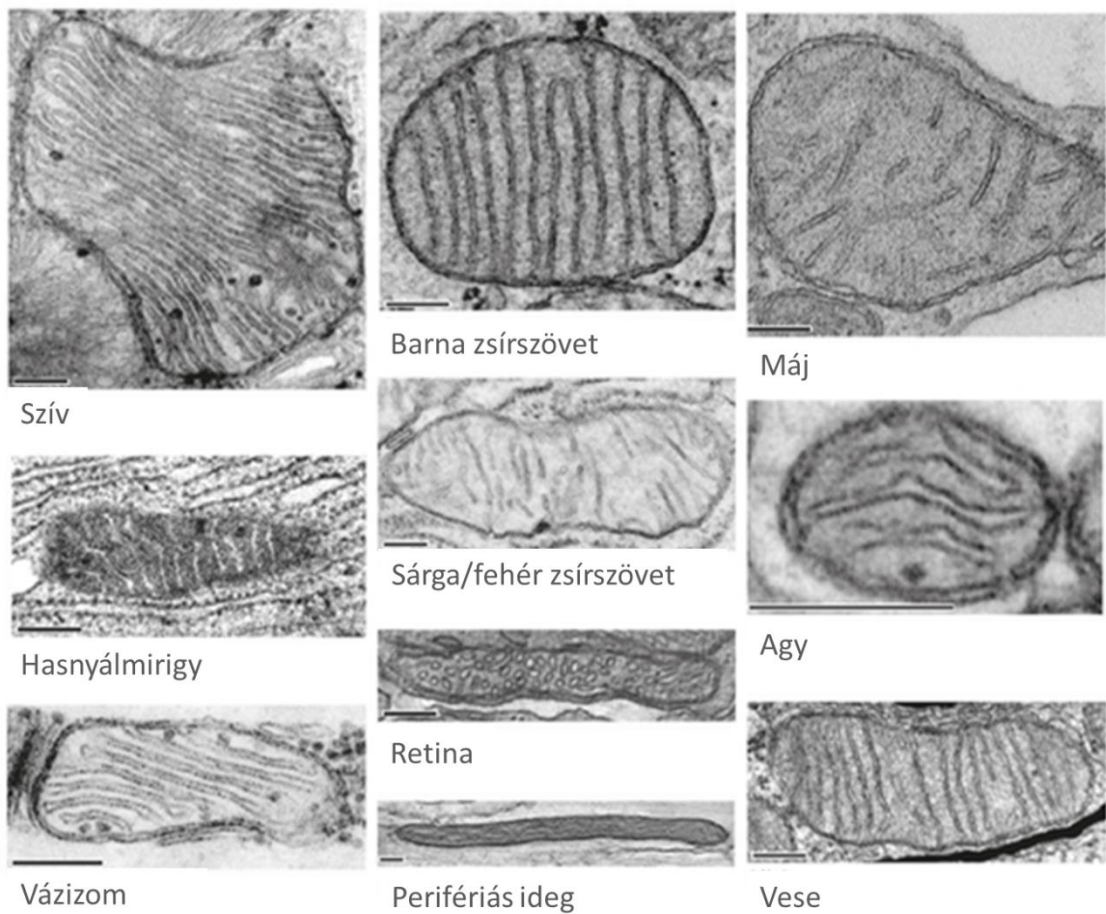 Szív
Barna zsírszövet
Máj
Hasnyálmirigy
Sárga/fehér zsírszövet
Agy
Retina
Vázizom
Perifériás ideg
Vese